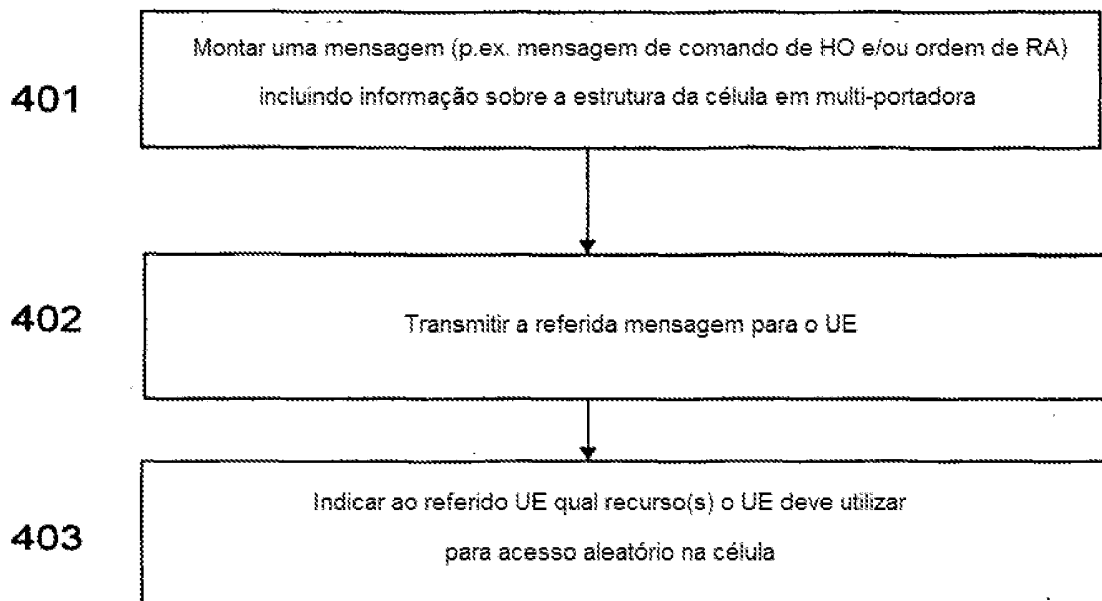 401
Montar uma mensagem (p.ex. mensagem de comando de HO e/ou ordem de RA)
incluindo informação sobre a estrutura da célula em multi-portadora
402
Transmitir a referida mensagem para o UE
403
Indicar ao referido UE qual recurso(s) o UE deve utilizar
para acesso aleatório na célula